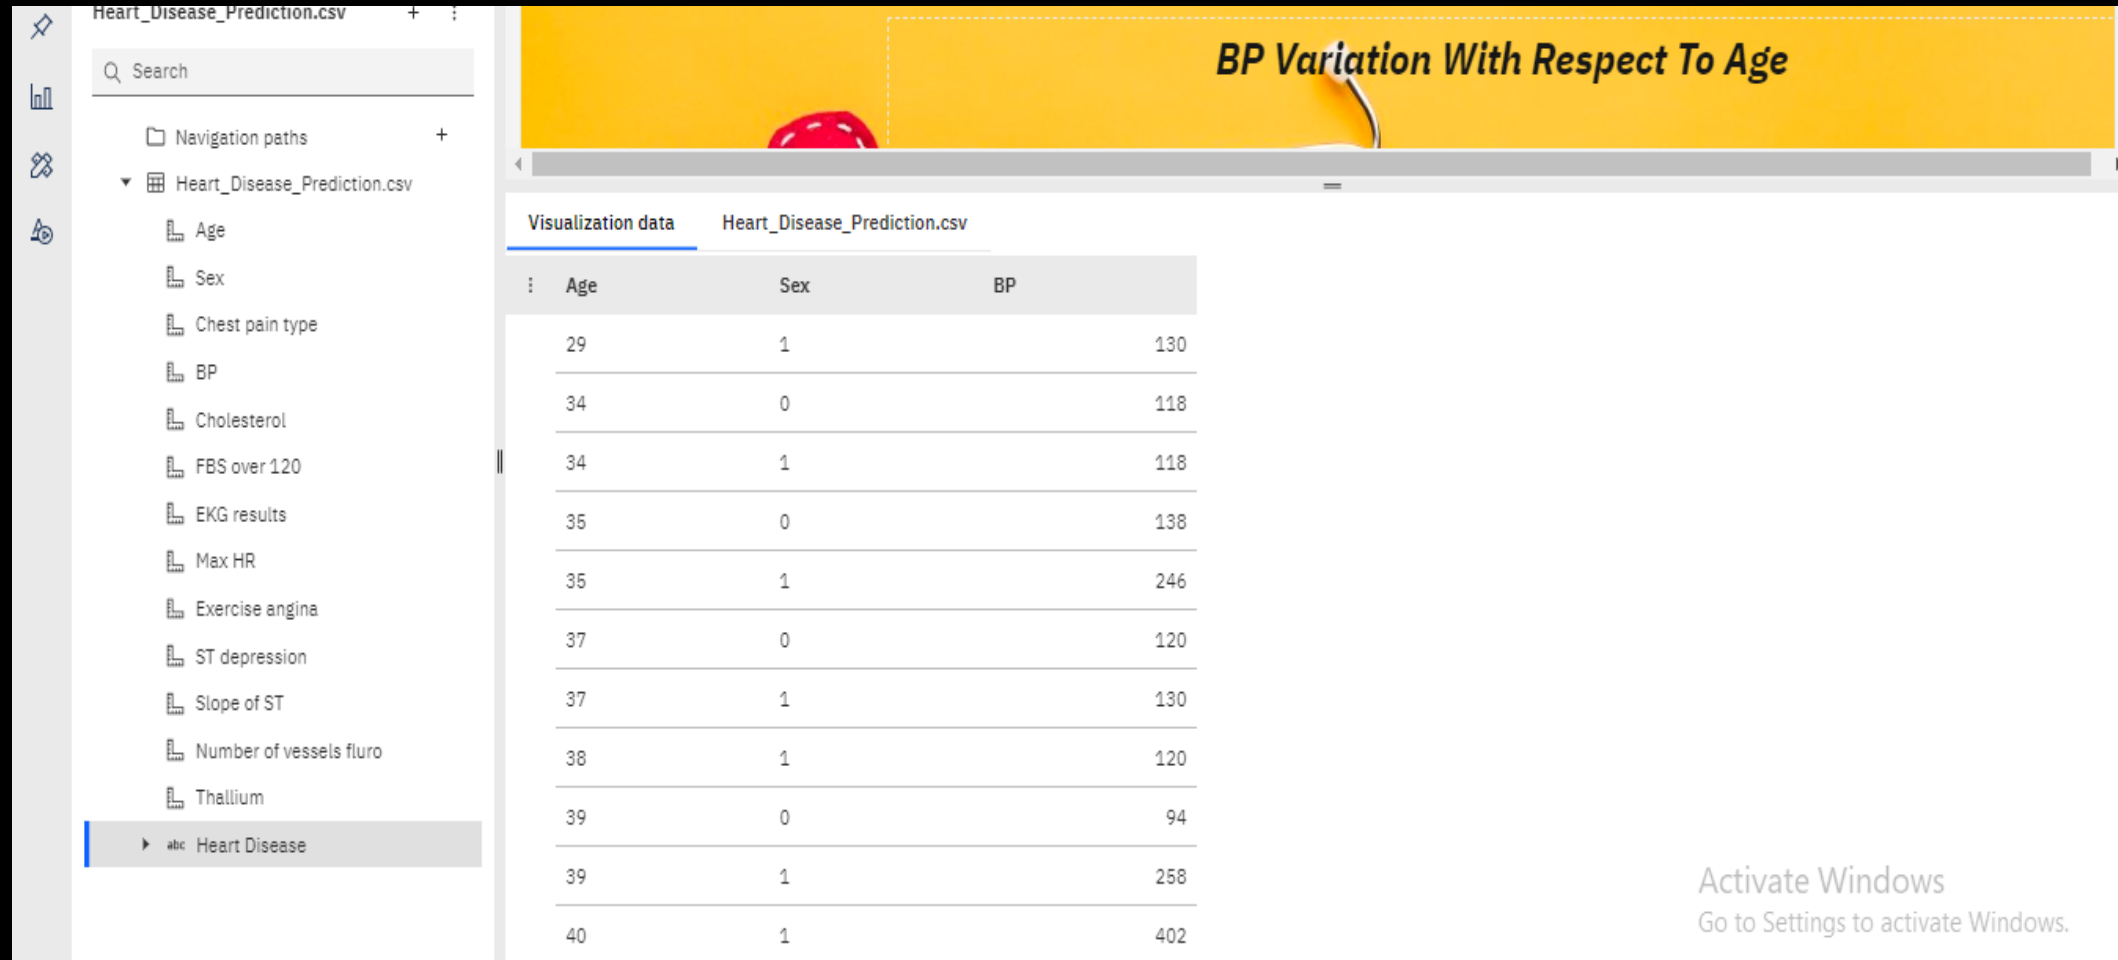 Heart_Disease_Prediction.csv + ⋮
Search
Navigation paths +
Heart_Disease_Prediction.csv
Age
Sex
Chest pain type
BP
Cholesterol
FBS over 120
EKG results
Max HR
Exercise angina
ST depression
Slope of ST
Number of vessels fluro
Thallium
abc Heart Disease
BP Variation With Respect To Age
Visualization data Heart_Disease_Prediction.csv
Age Sex BP
29 1 130
34 0 118
34 1 118
35 0 138
35 1 246
37 0 120
37 1 130
38 1 120
39 0 94
39 1 258
40 1 402
Activate Windows
Go to Settings to activate Windows.